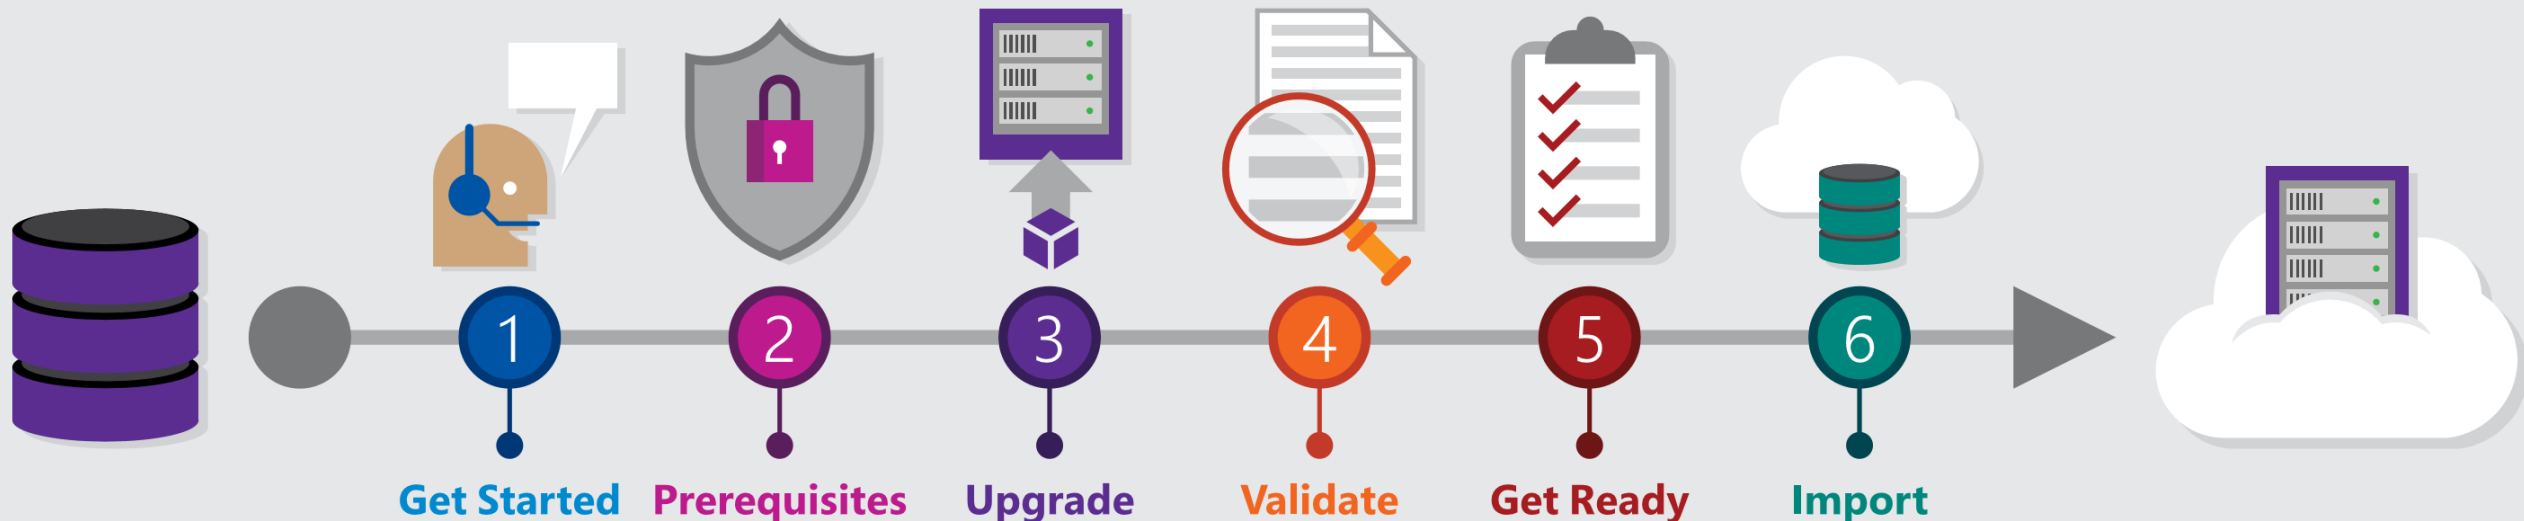 1
2
3
4
5
6
Get Started
Prerequisites
Upgrade
Validate
Get Ready
Import